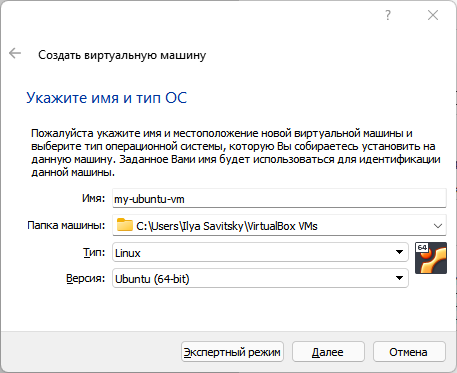 ?
Создать виртуальную машину
Укажите имя и тип ОС
Пожалуйста укажите имя и местоположение новой виртуальной машины и
выберите тип операционной системы, которую Вы собираетесь установить на
данную машину. Заданное Вами имя будет использоваться для идентификации
данной машины.
Имя: my-ubuntu-vm
Папка машины: C:\Users\Ilya Savitsky\VirtualBox VMs
Тип: Linux
64
Версия: Ubuntu (64-bit)
Экспертный режим Далее Отмена